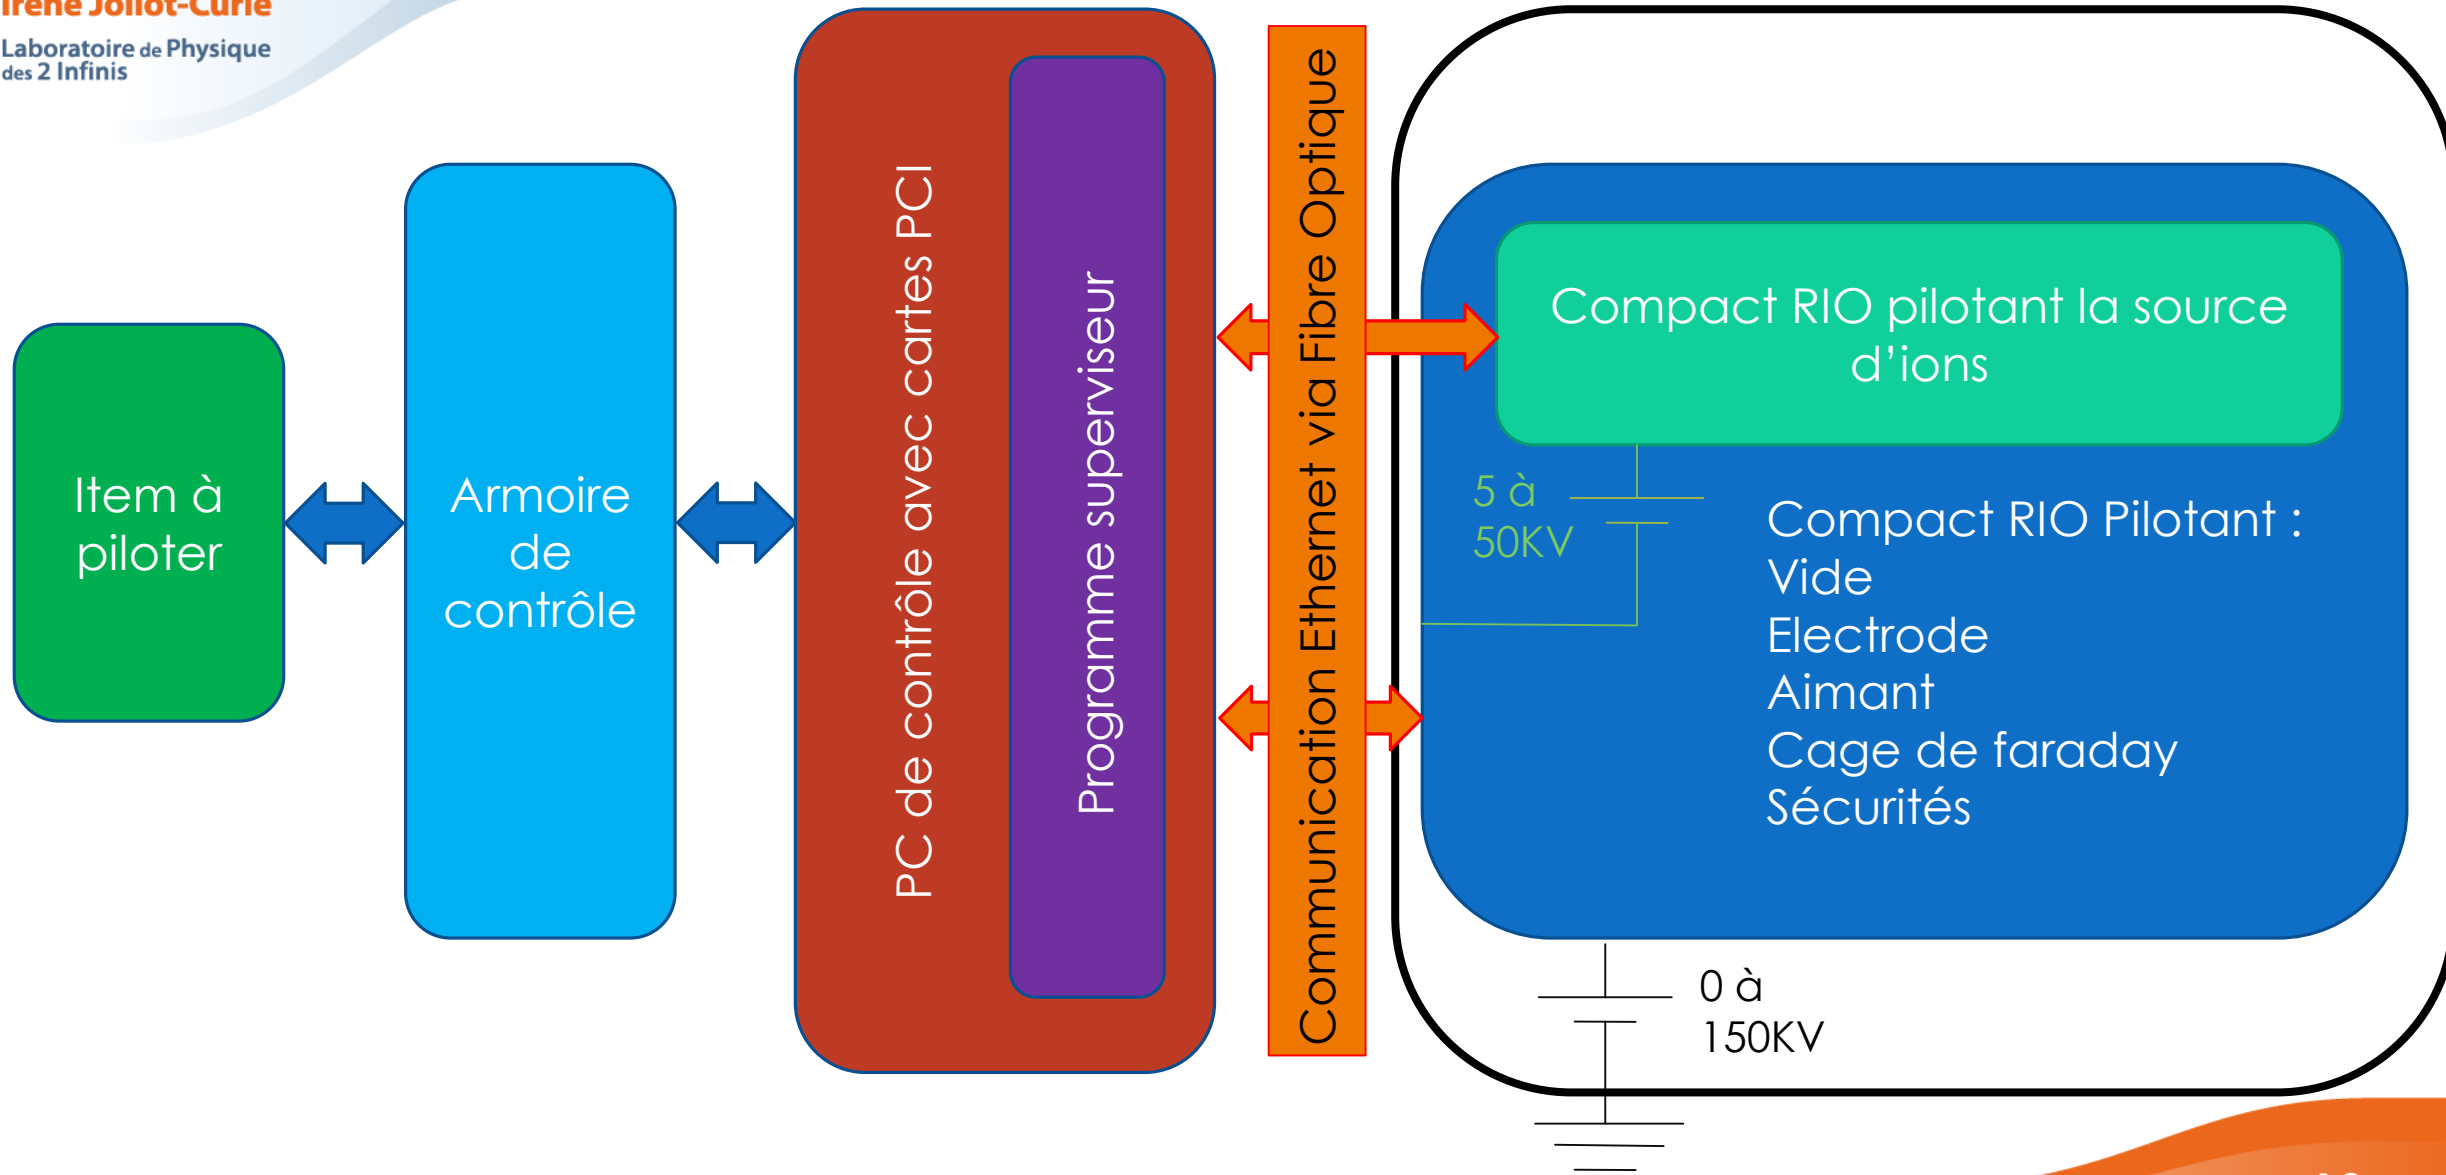 Irène Joliot-Curie
Laboratoire de Physique
des 2 Infinis
Item à
piloter
Armoire
de
contrôle
PC de contrôle avec cartes PCI
Programme superviseur
Communication Ethernet via Fibre Optique
Compact RIO pilotant la source
d’ions
5 à
50KV
Compact RIO Pilotant :
Vide
Electrode
Aimant
Cage de faraday
Sécurités
0 à
150KV